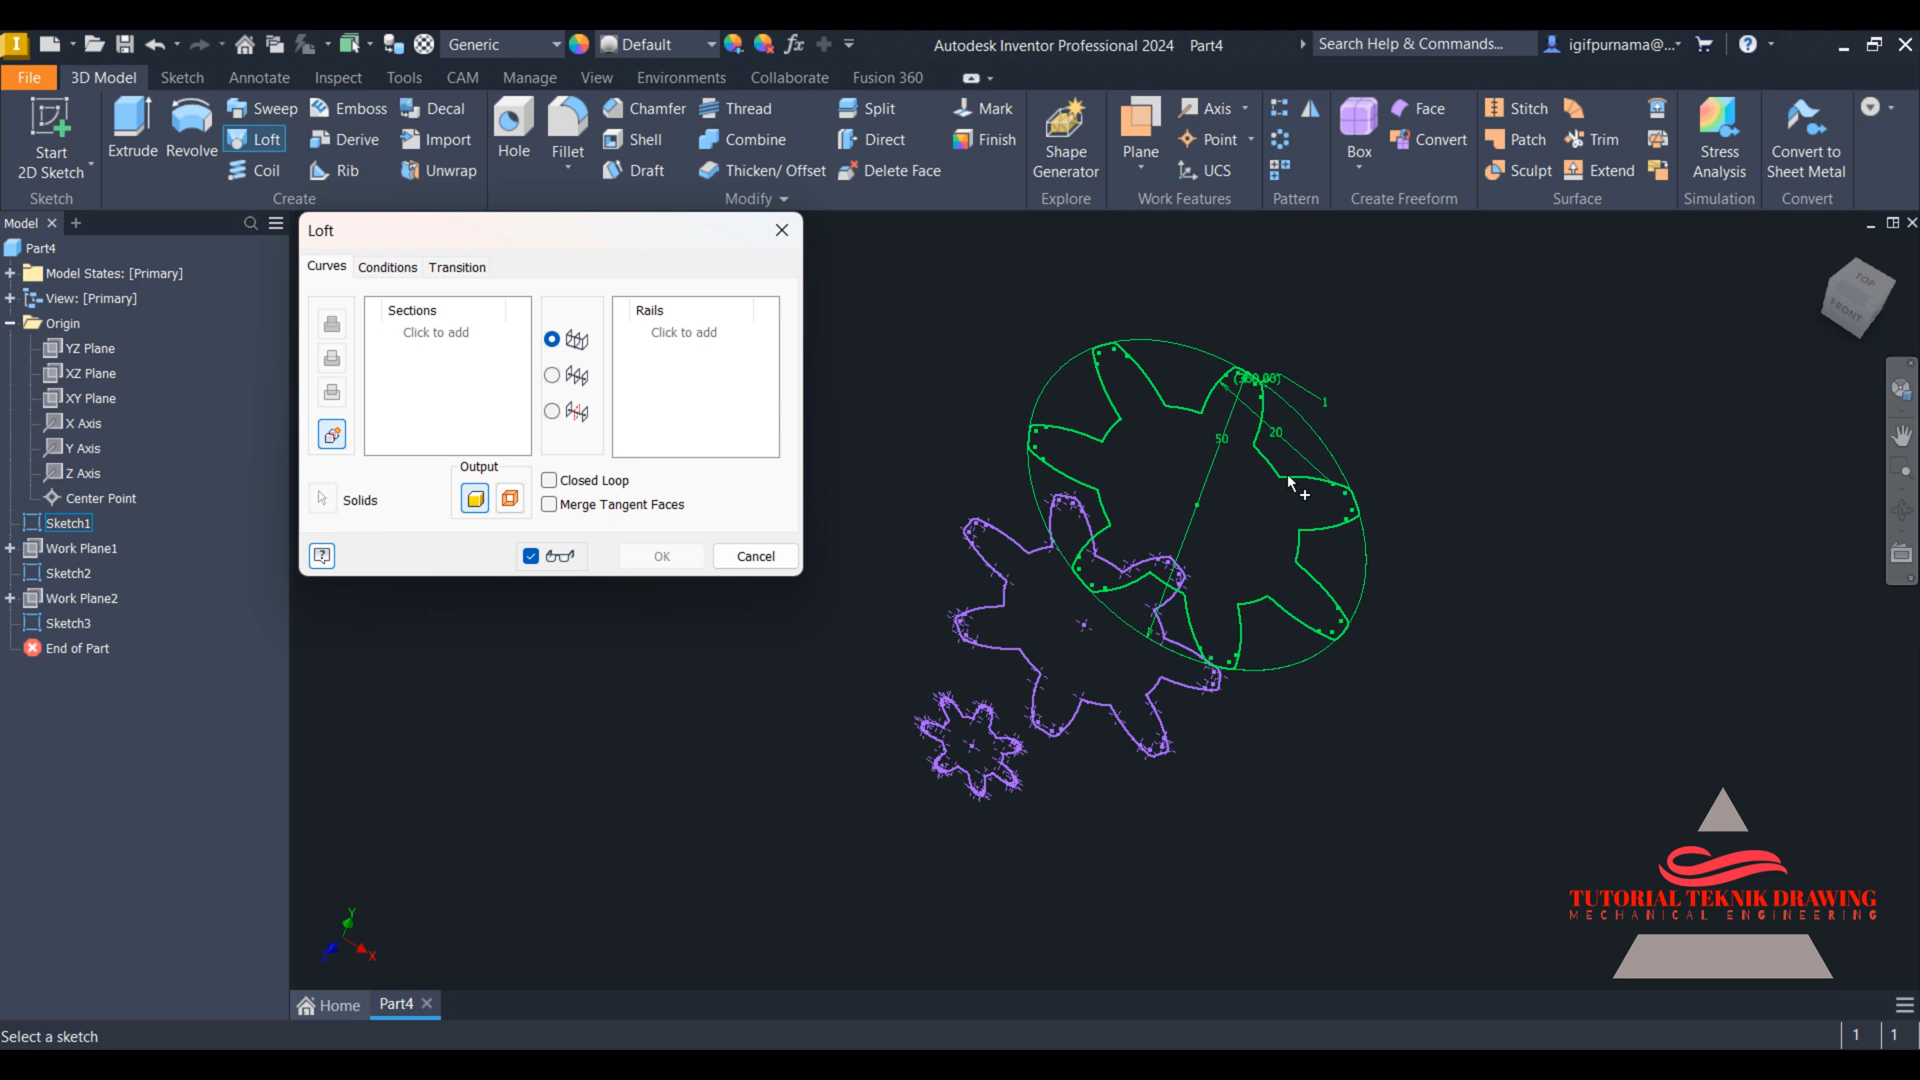 Generic
Default
fx
Autodesk Inventor Professional 2024 Part4
Search Help & Commands...
igifpurnama@...
File
3D Model
Sketch
Annotate
Inspect
Tools
CAM
Manage
View
Environments
Collaborate
Fusion 360
Start
2D Sketch
Extrude
Revolve
Sweep
Loft
Coil
Emboss
Derive
Rib
Decal
Import
Unwrap
Hole
Fillet
Chamfer
Shell
Draft
Thread
Combine
Thicken/ Offset
Split
Direct
Delete Face
Mark
Finish
Shape
Generator
Plane
Axis
Point
UCS
Box
Face
Convert
Stitch
Patch
Sculpt
Trim
Extend
Stress
Analysis
Convert to
Sheet Metal
Sketch
Create
Modify
Explore
Work Features
Pattern
Create Freeform
Surface
Simulation
Convert
Model
Part4
Model States: [Primary]
View: [Primary]
Origin
YZ Plane
XZ Plane
XY Plane
X Axis
Y Axis
Z Axis
Center Point
Sketch1
Work Plane1
Sketch2
Work Plane2
Sketch3
End of Part
Loft
Curves
Conditions
Transition
Sections
Click to add
Rails
Click to add
Output
Solids
Closed Loop
Merge Tangent Faces
OK
Cancel
1
50
20
TOP
FRONT
Y
X
TUTORIAL TEKNIK DRAWING
MECHANICAL ENGINEERING
Home
Part4
Select a sketch
1
1